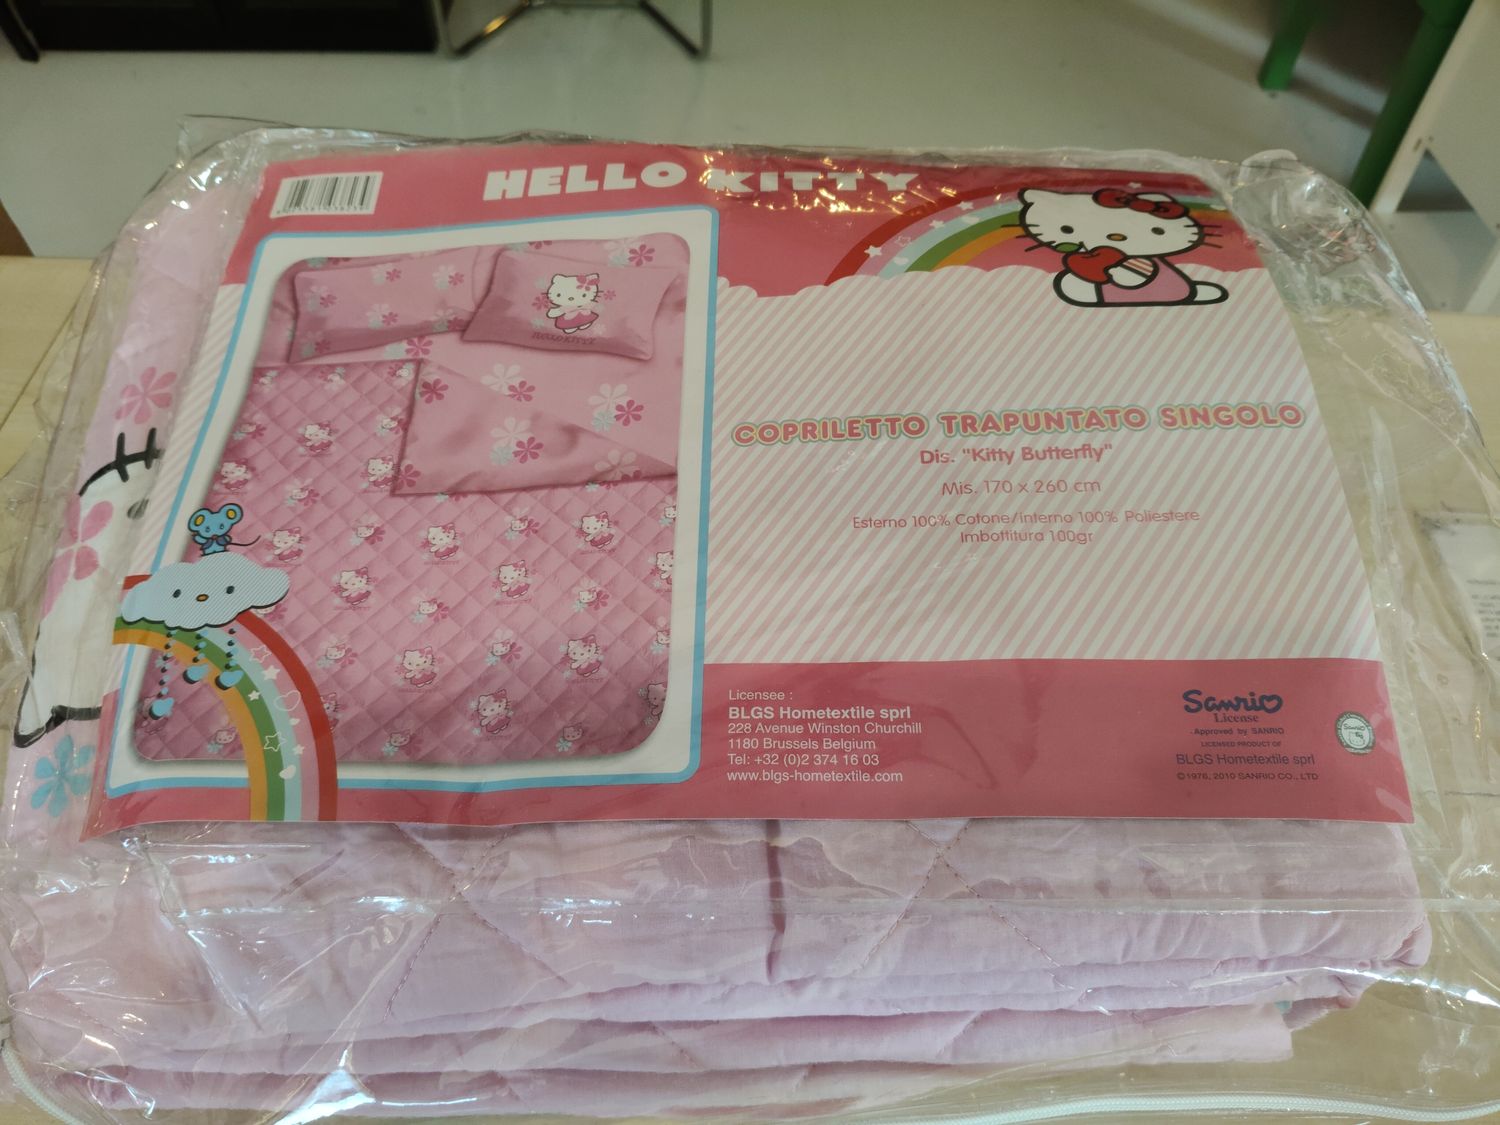 HELLO KITTY
HELLO KITTY
COPRILETTO TRAPUNTATO SINGOLO
Dis. "Kitty Butterfly"
Mis. 170 x 260 cm
Esterno 100% Cotone/interno 100% Poliestere
Imbottitura 100gr
Licensee :
BLGS Hometextile sprl
228 Avenue Winston Churchill
1180 Brussels Belgium
Tel: +32 (0)2 374 16 03
www.blgs-hometextile.com
Sanrio
License
Approved by SANRIO
LICENSED PRODUCT OF
BLGS Hometextile sprl
© 1976, 2010 SANRIO CO., LTD